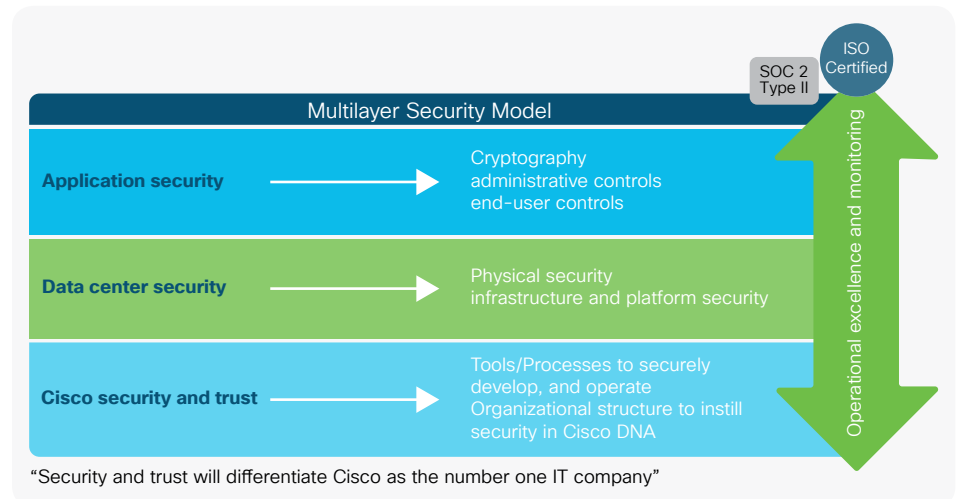 ISO
Certified
SOC 2
Type II
Multilayer Security Model
Application security
Cryptography
administrative controls
end-user controls
Data center security
Physical security
infrastructure and platform security
Cisco security and trust
Tools/Processes to securely
develop, and operate
Organizational structure to instill
security in Cisco DNA
Operational excellence and monitoring
“Security and trust will differentiate Cisco as the number one IT company”